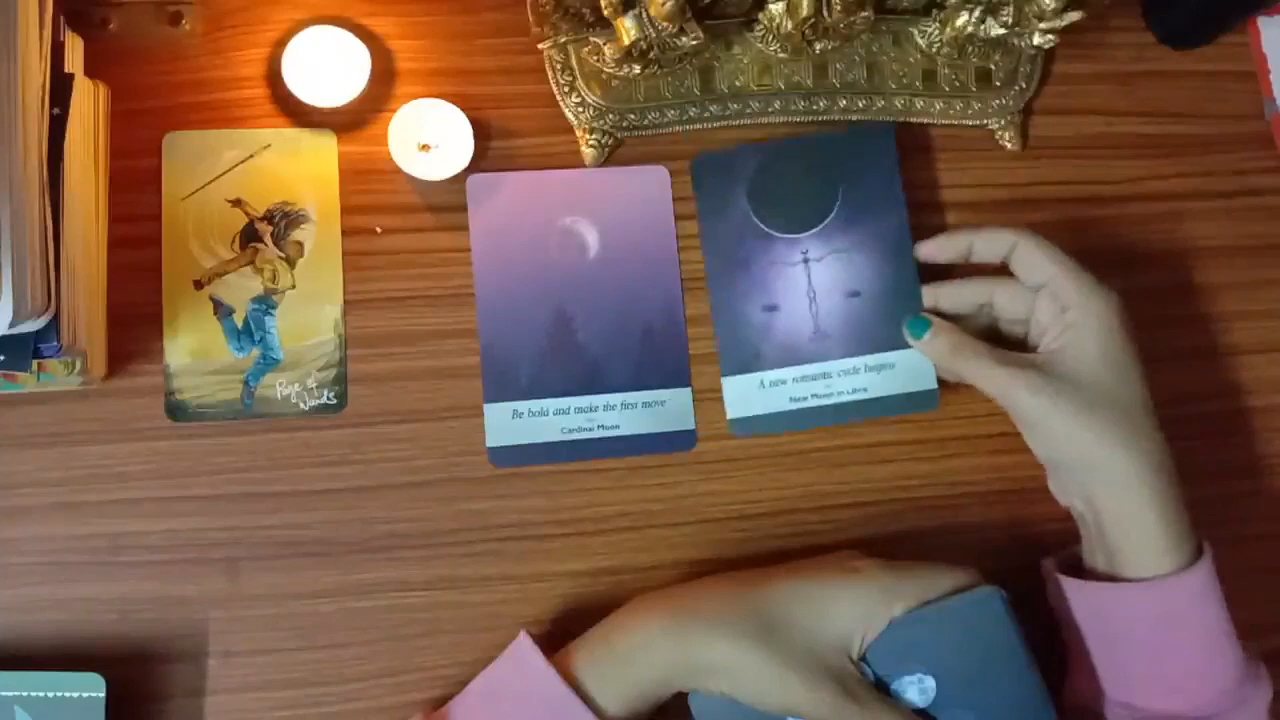 Page of
Wands
Be bold and make the first move
Cardinal Moon
A new romantic cycle begins
New Moon in Libra